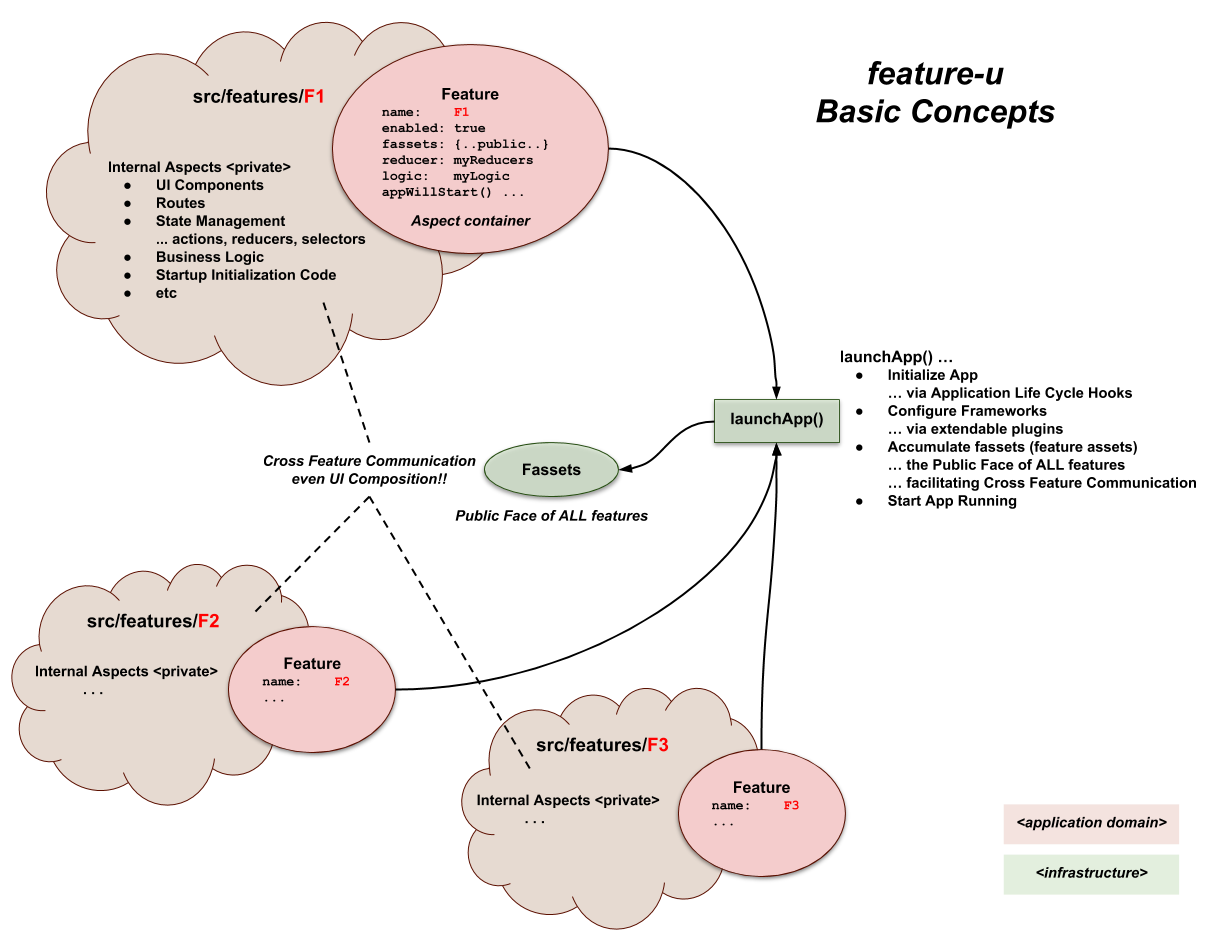 feature-u
Basic Concepts
src/features/F1
Internal Aspects <private>
● UI Components
● Routes
● State Management
... actions, reducers, selectors
● Business Logic
● Startup Initialization Code
● etc
Feature
name: F1
enabled: true
fassets: {..public..}
reducer: myReducers
logic: myLogic
appWillStart() ...
Aspect container
launchApp()
launchApp() …
● Initialize App
… via Application Life Cycle Hooks
● Configure Frameworks
… via extendable plugins
● Accumulate fassets (feature assets)
… the Public Face of ALL features
… facilitating Cross Feature Communication
● Start App Running
Cross Feature Communication
even UI Composition!!
Fassets
Public Face of ALL features
src/features/F2
Internal Aspects <private>
. . .
Feature
name: F2
...
src/features/F3
Internal Aspects <private>
. . .
Feature
name: F3
...
<application domain>
<infrastructure>